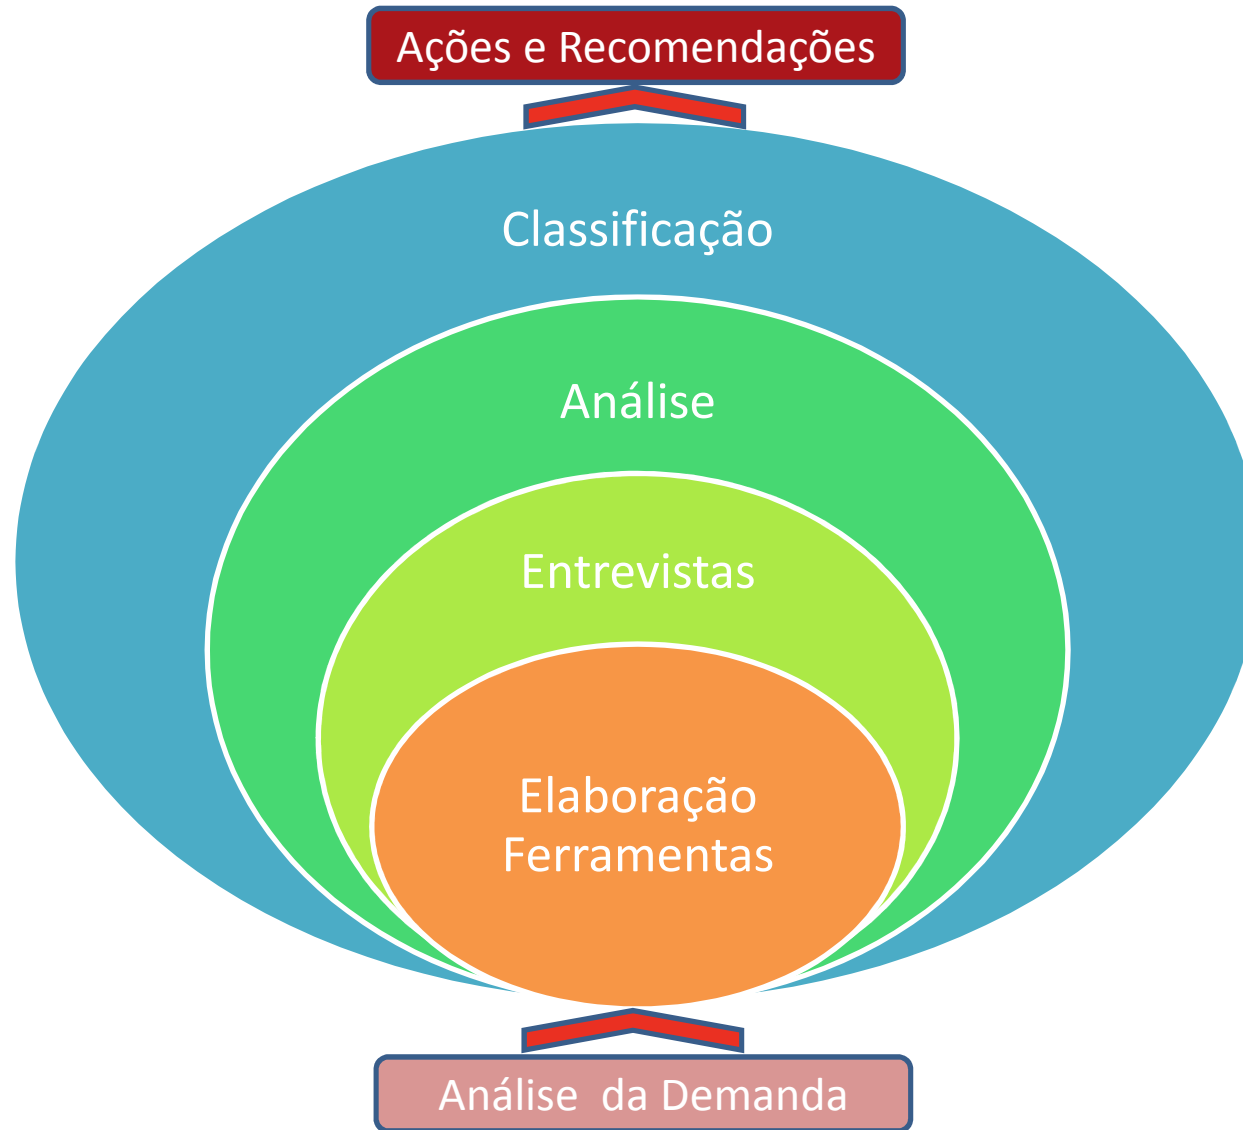 Ações e Recomendações
Classificação
Análise
Entrevistas
Elaboração
Ferramentas
Análise  da Demanda